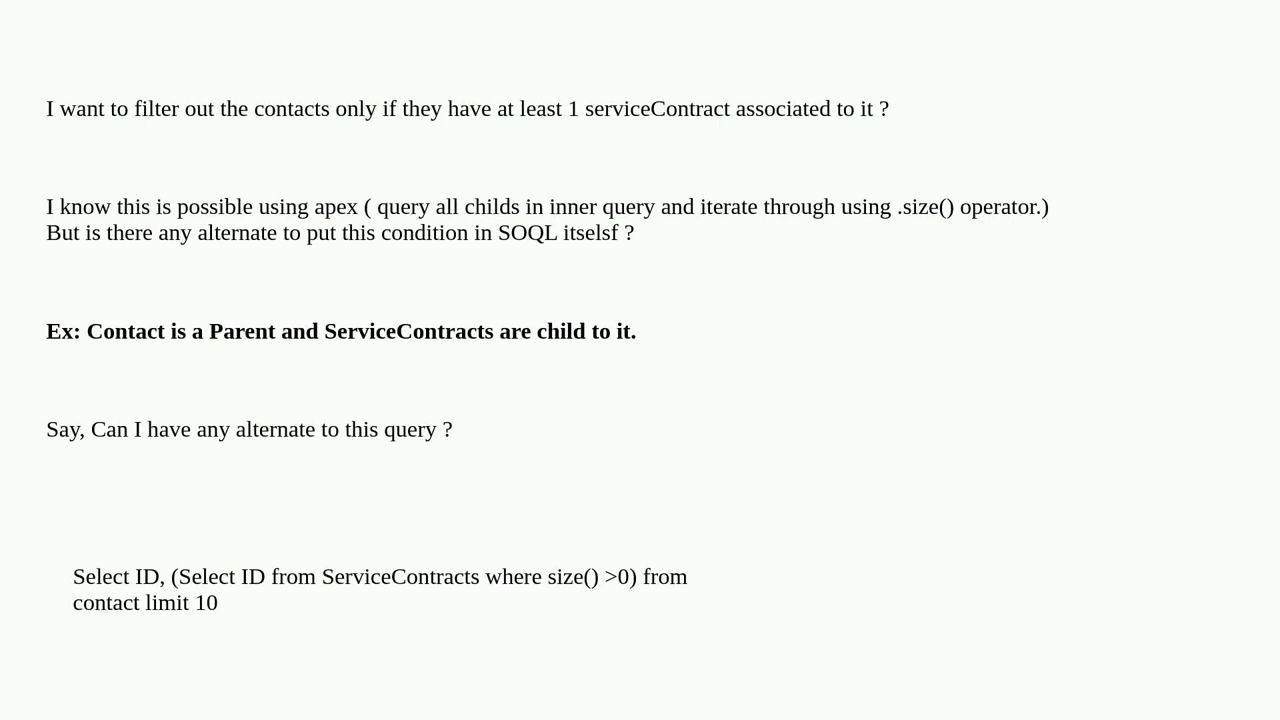 I want to filter out the contacts only if they have at least 1 serviceContract associated to it ?
I know this is possible using apex ( query all childs in inner query and iterate through using .size() operator.)
But is there any alternate to put this condition in SOQL itselsf ?
Ex: Contact is a Parent and ServiceContracts are child to it.
Say, Can I have any alternate to this query ?
Select ID, (Select ID from ServiceContracts where size() >0) from
contact limit 10